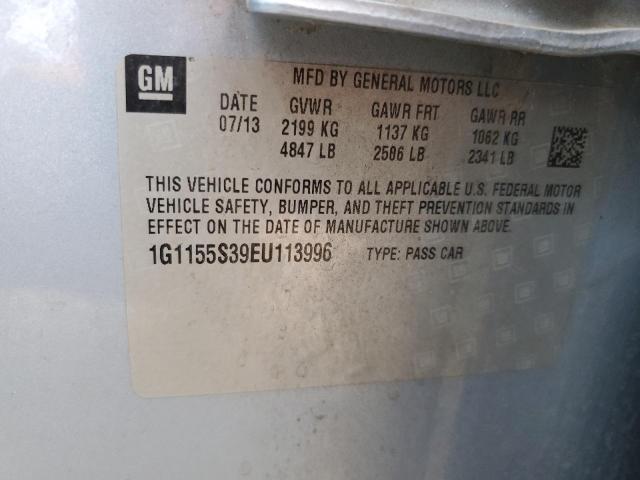 GM
MFD BY GENERAL MOTORS LLC
DATE GVWR GAWR FRT GAWR RR
07/13 2199 KG 1137 KG 1062 KG
4847 LB 2506 LB 2341 LB
THIS VEHICLE CONFORMS TO ALL APPLICABLE U.S. FEDERAL MOTOR
VEHICLE SAFETY, BUMPER, AND THEFT PREVENTION STANDARDS IN
EFFECT ON THE DATE OF MANUFACTURE SHOWN ABOVE.
1G1155S39EU113996 TYPE: PASS CAR